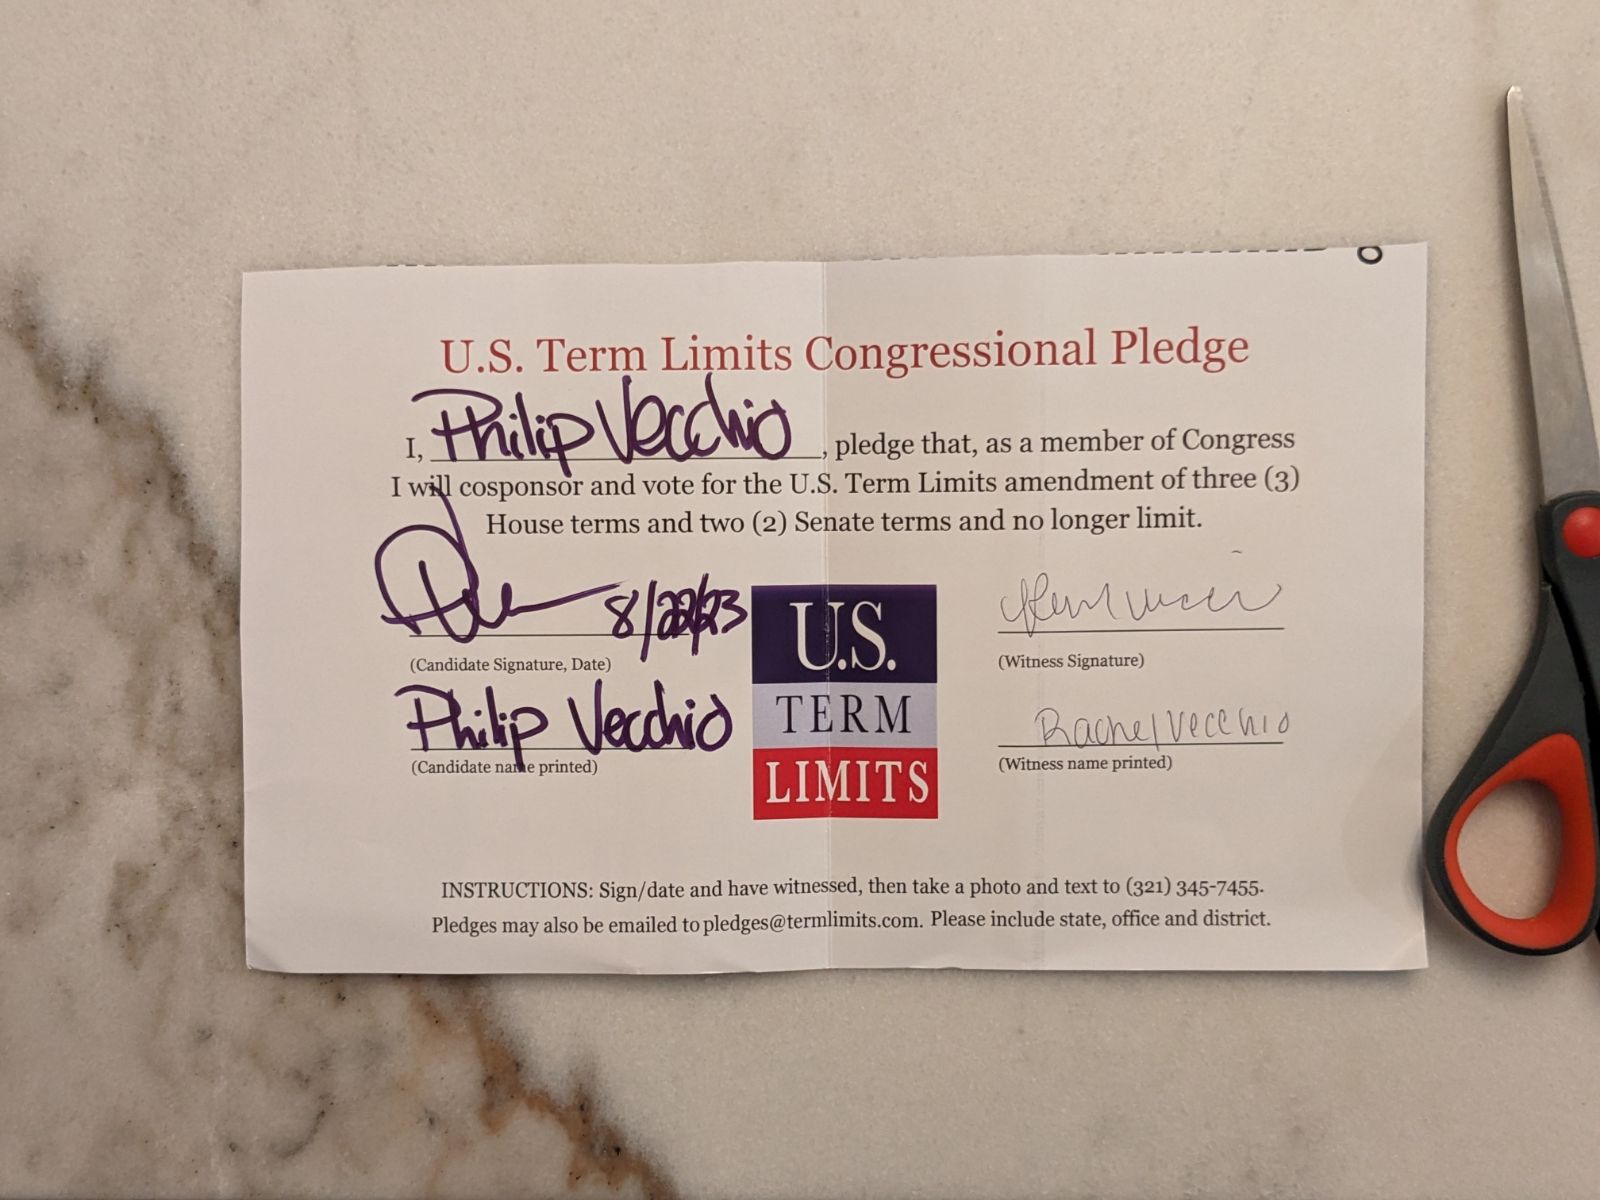 U.S. Term Limits Congressional Pledge
I, Philip Vecchio, pledge that, as a member of Congress
I will cosponsor and vote for the U.S. Term Limits amendment of three (3)
House terms and two (2) Senate terms and no longer limit.
8/22/23
(Candidate Signature, Date)
Philip Vecchio
(Candidate name printed)
U.S.
TERM
LIMITS
(Witness Signature)
Rachel Vecchio
(Witness name printed)
INSTRUCTIONS: Sign/date and have witnessed, then take a photo and text to (321) 345-7455.
Pledges may also be emailed to pledges@termlimits.com. Please include state, office and district.